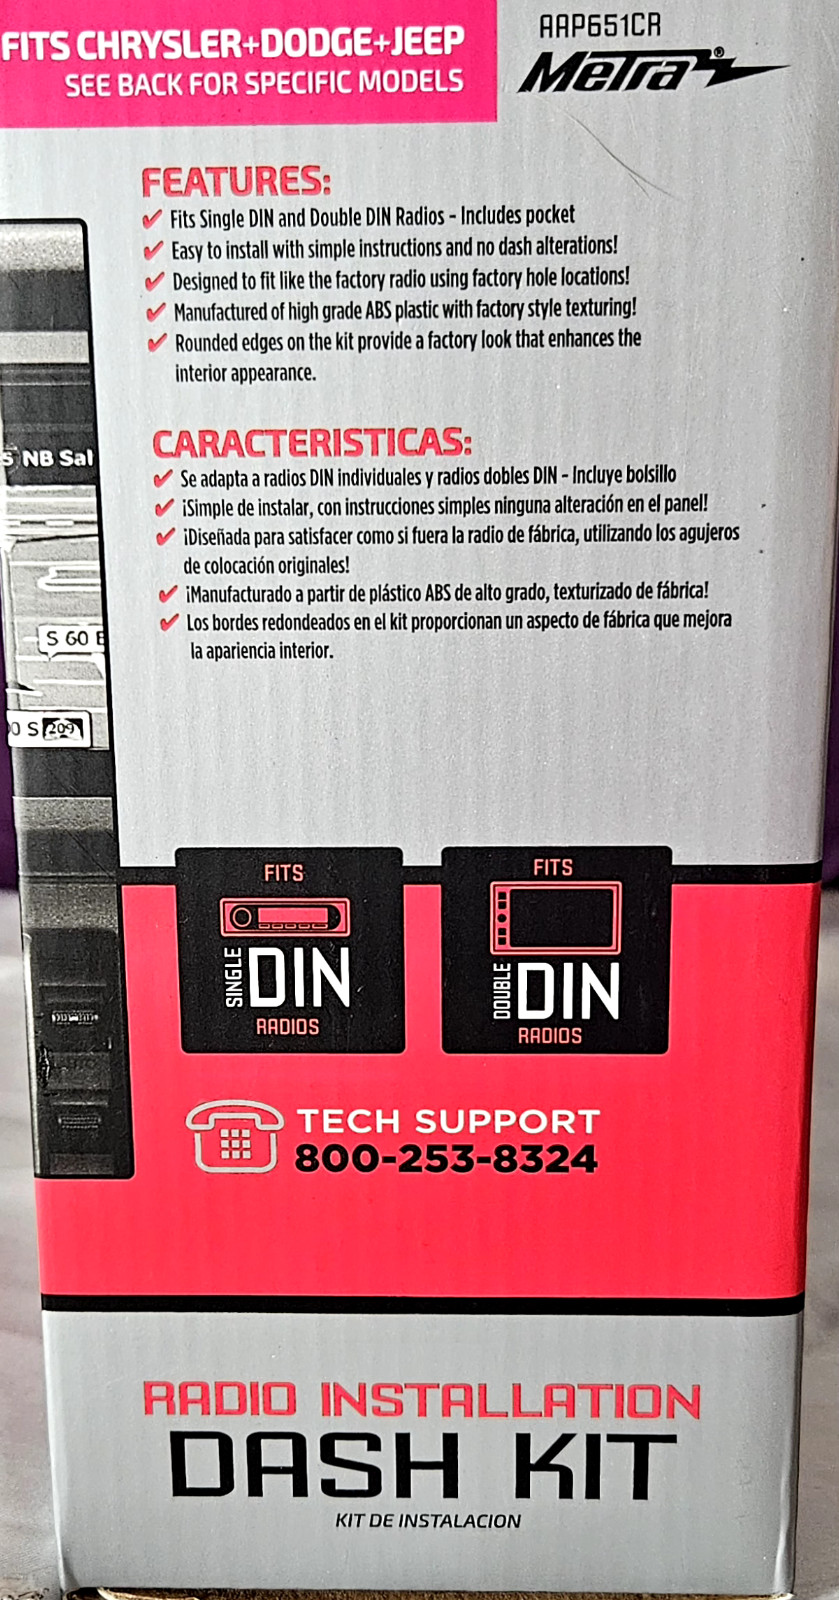 FITS CHRYSLER+DODGE+JEEP
SEE BACK FOR SPECIFIC MODELS
AAP651CR
Metra®
FEATURES:
✓ Fits Single DIN and Double DIN Radios - Includes pocket
✓ Easy to install with simple instructions and no dash alterations!
✓ Designed to fit like the factory radio using factory hole locations!
✓ Manufactured of high grade ABS plastic with factory style texturing!
✓ Rounded edges on the kit provide a factory look that enhances the
interior appearance.
NB Sal
CARACTERISTICAS:
✓ Se adapta a radios DIN individuales y radios dobles DIN - Incluye bolsillo
✓ ¡Simple de instalar, con instrucciones simples ninguna alteración en el panel!
✓ ¡Diseñada para satisfacer como si fuera la radio de fábrica, utilizando los agujeros
de colocación originales!
✓ ¡Manufacturado a partir de plástico ABS de alto grado, texturizado de fábrica!
✓ Los bordes redondeados en el kit proporcionan un aspecto de fábrica que mejora
la apariencia interior.
S 60 E
0 S 209
FITS
SINGLE DIN
RADIOS
FITS
DOUBLE DIN
RADIOS
TECH SUPPORT
800-253-8324
RADIO INSTALLATION
DASH KIT
KIT DE INSTALACION